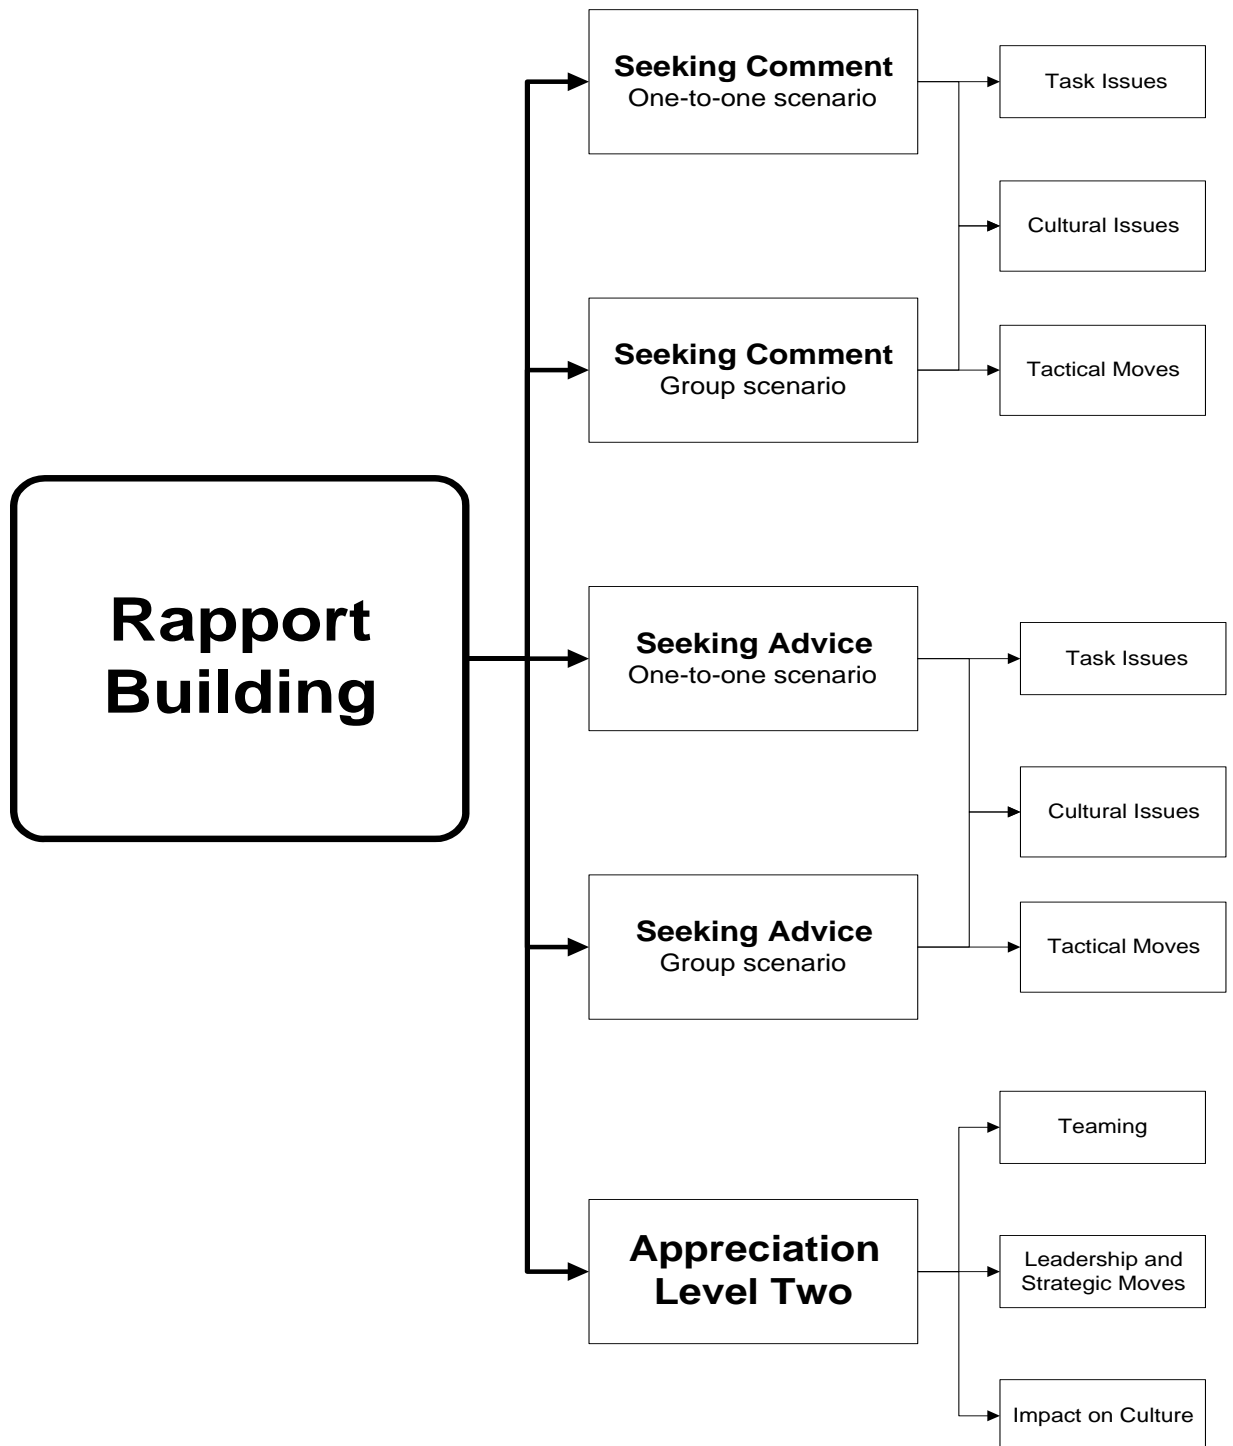 Rapport
Building
Seeking Comment
One-to-one scenario
Task Issues
Cultural Issues
Seeking Comment
Group scenario
Tactical Moves
Seeking Advice
One-to-one scenario
Task Issues
Cultural Issues
Seeking Advice
Group scenario
Tactical Moves
Appreciation
Level Two
Teaming
Leadership and
Strategic Moves
Impact on Culture